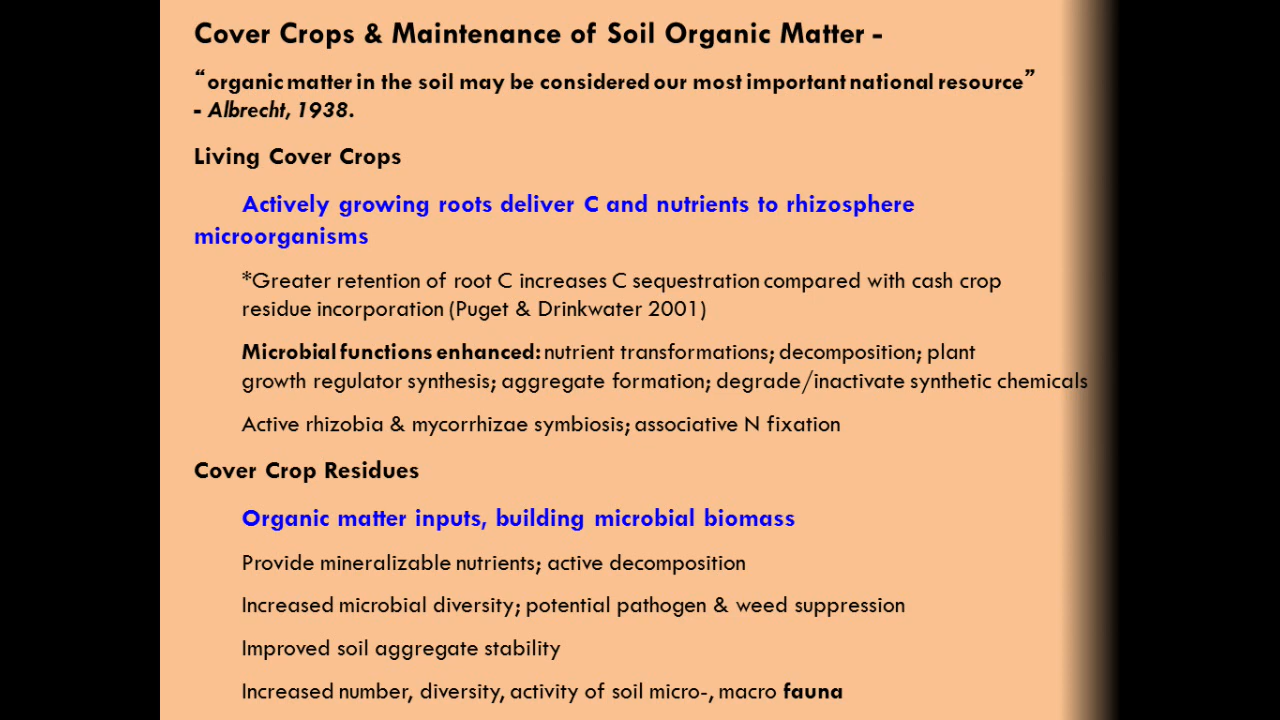 Cover Crops & Maintenance of Soil Organic Matter -
“organic matter in the soil may be considered our most important national resource”
- Albrecht, 1938.
Living Cover Crops
Actively growing roots deliver C and nutrients to rhizosphere
microorganisms
*Greater retention of root C increases C sequestration compared with cash crop
residue incorporation (Puget & Drinkwater 2001)
Microbial functions enhanced: nutrient transformations; decomposition; plant
growth regulator synthesis; aggregate formation; degrade/inactivate synthetic chemicals
Active rhizobia & mycorrhizae symbiosis; associative N fixation
Cover Crop Residues
Organic matter inputs, building microbial biomass
Provide mineralizable nutrients; active decomposition
Increased microbial diversity; potential pathogen & weed suppression
Improved soil aggregate stability
Increased number, diversity, activity of soil micro-, macro fauna